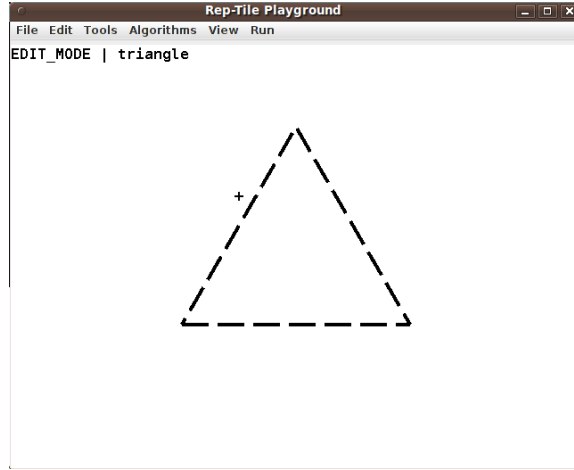 Rep-Tile Playground
File Edit Tools Algorithms View Run
EDIT_MODE | triangle